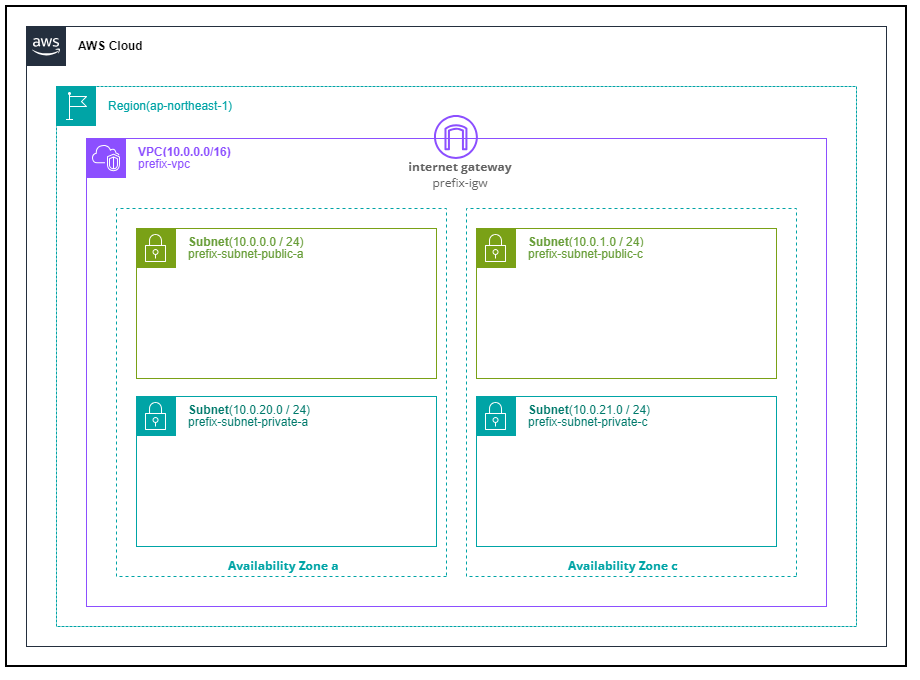 aws
AWS Cloud
Region(ap-northeast-1)
VPC(10.0.0.0/16)
prefix-vpc
internet gateway
prefix-igw
Subnet(10.0.0.0 / 24)
prefix-subnet-public-a
Subnet(10.0.1.0 / 24)
prefix-subnet-public-c
Subnet(10.0.20.0 / 24)
prefix-subnet-private-a
Subnet(10.0.21.0 / 24)
prefix-subnet-private-c
Availability Zone a
Availability Zone c